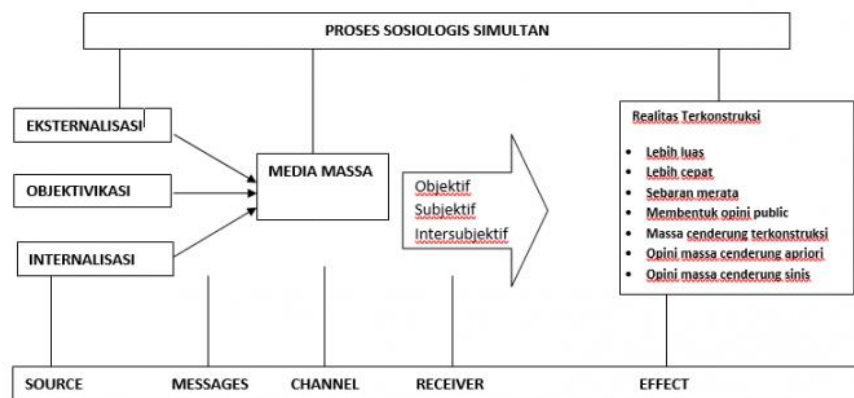 PROSES SOSIOLOGIS SIMULTAN
EKSTERNALISASI
OBJEKTIVIKASI
INTERNALISASI
MEDIA MASSA
Objektif
Subjektif
Intersubjektif
Realitas Terkonstruksi
• Lebih luas
• Lebih cepat
• Sebaran merata
• Membentuk opini public
• Massa cenderung terkonstruksi
• Opini massa cenderung apriori
• Opini massa cenderung sinis
SOURCE MESSAGES CHANNEL RECEIVER EFFECT